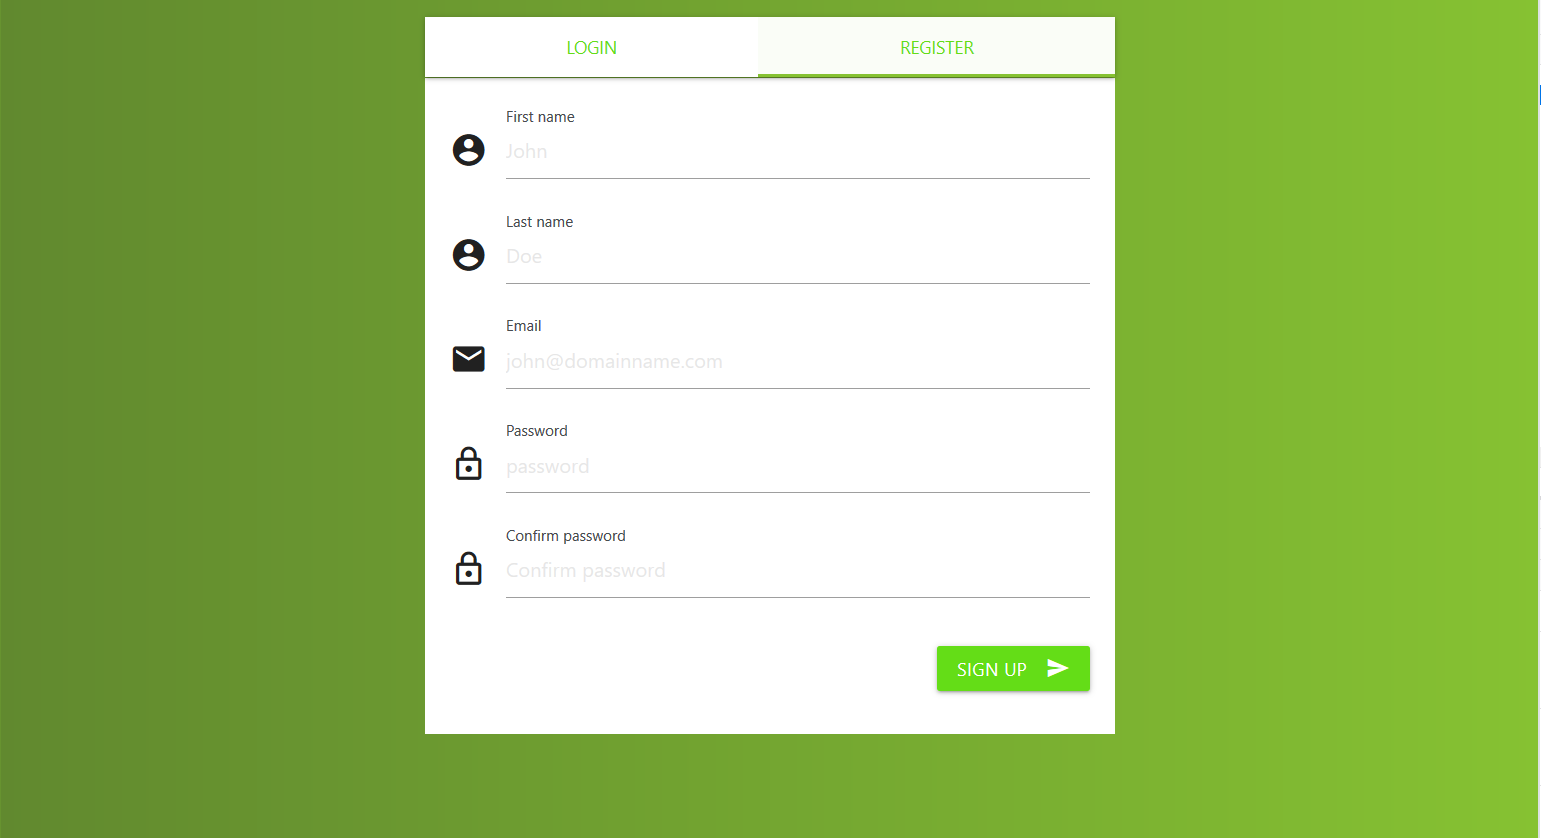 LOGIN
REGISTER
First name
John
Last name
Doe
Email
john@domainname.com
Password
password
Confirm password
Confirm password
SIGN UP